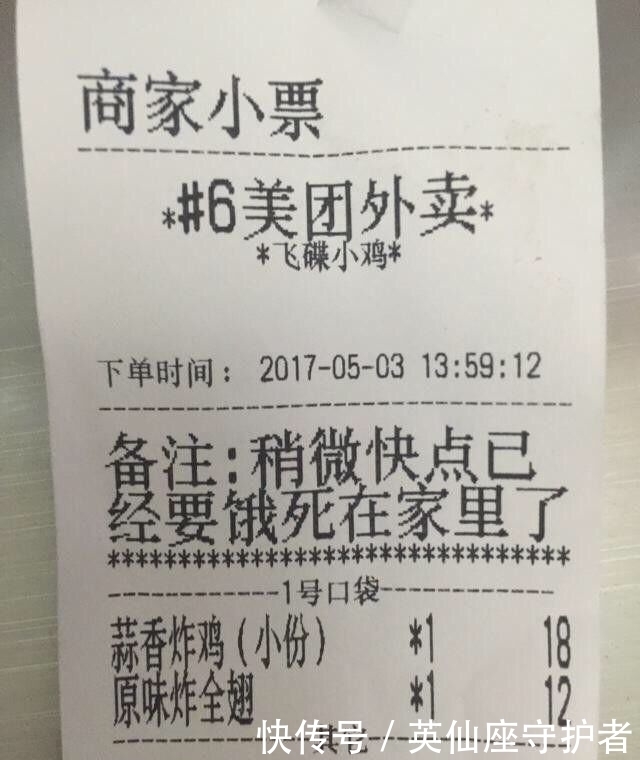 商家小票
*#6美团外卖*
*飞碟小鸡*
下单时间： 2017-05-03 13:59:12
备注:稍微快点已
经要饿死在家里了
********************************
1号口袋
蒜香炸鸡(小份) *1 18
原味炸全翅 *1 12
其他
快传号 / 英仙座守护者